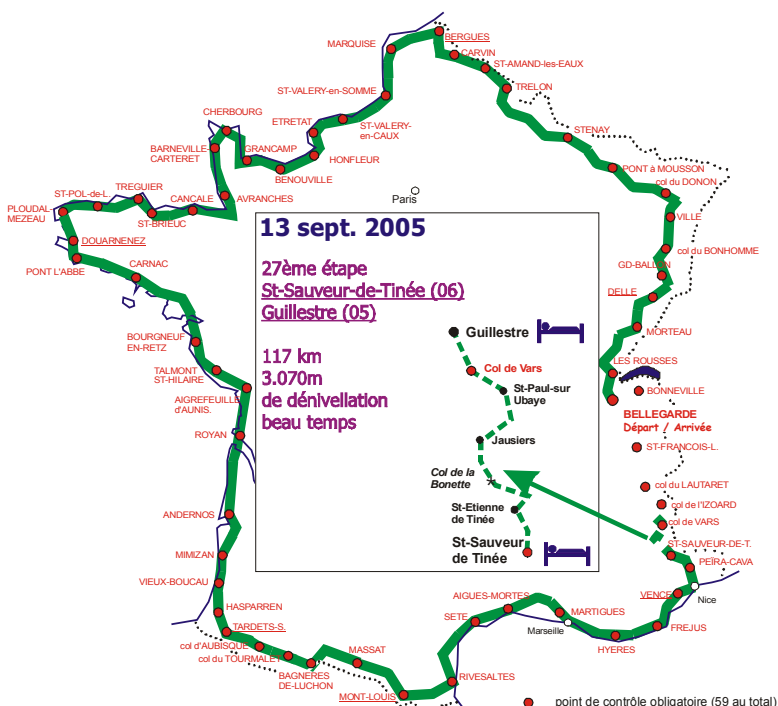 MARQUISE
BERGUES
CARVIN
ST-AMAND-les-EAUX
TRELON
ST-VALERY-en-SOMME
CHERBOURG
ETRETAT
ST-VALERY-
en-CAUX
STENAY
BARNEVILLE-
CARTERET
GRANCAMP
HONFLEUR
BENOUVILLE
PONT à MOUSSON
col du DONON
ST-POL-de-L.
TREGUIER
CANCALE
AVRANCHES
Paris
PLOUDAL-
MEZEAU
ST-BRIEUC
VILLE
DOUARNENEZ
col du BONHOMME
PONT L'ABBE
CARNAC
GD-BALLON
DELLE
BOURGNEUF
EN-RETZ
MORTEAU
TALMONT
ST-HILAIRE
LES ROUSSES
BONNEVILLE
AIGREFEUILLE
d'AUNIS.
BELLEGARDE
Départ / Arrivée
ROYAN
ST-FRANCOIS-L.
col du LAUTARET
col de l'IZOARD
ANDERNOS
col de VARS
MIMIZAN
ST-SAUVEUR-DE-T.
PEÏRA-CAVA
VIEUX-BOUCAU
VENCE
Nice
HASPARREN
AIGUES-MORTES
MARTIGUES
SETE
Marseille
FREJUS
TARDETS-S.
HYERES
col d'AUBISQUE
col du TOURMALET
MASSAT
BAGNERES
DE-LUCHON
RIVESALTES
MONT-LOUIS
13 sept. 2005
27ème étape
St-Sauveur-de-Tinée (06)
Guillestre (05)
117 km
3.070m
de dénivellation
beau temps
Guillestre
Col de Vars
St-Paul-sur
Ubaye
Jausiers
Col de la
Bonette
St-Etienne
de Tinée
St-Sauveur
de Tinée
point de contrôle obligatoire (59 au total)